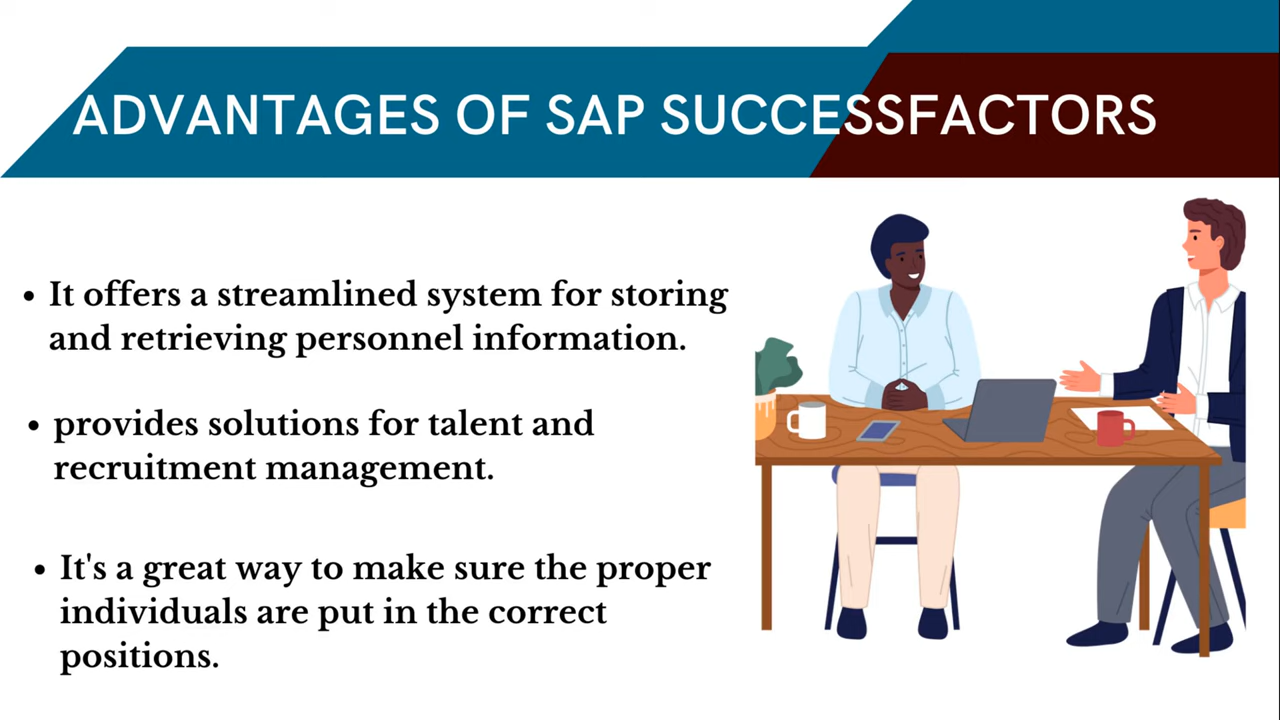 ADVANTAGES OF SAP SUCCESSFACTORS
• It offers a streamlined system for storing
and retrieving personnel information.
• provides solutions for talent and
recruitment management.
• It's a great way to make sure the proper
individuals are put in the correct
positions.